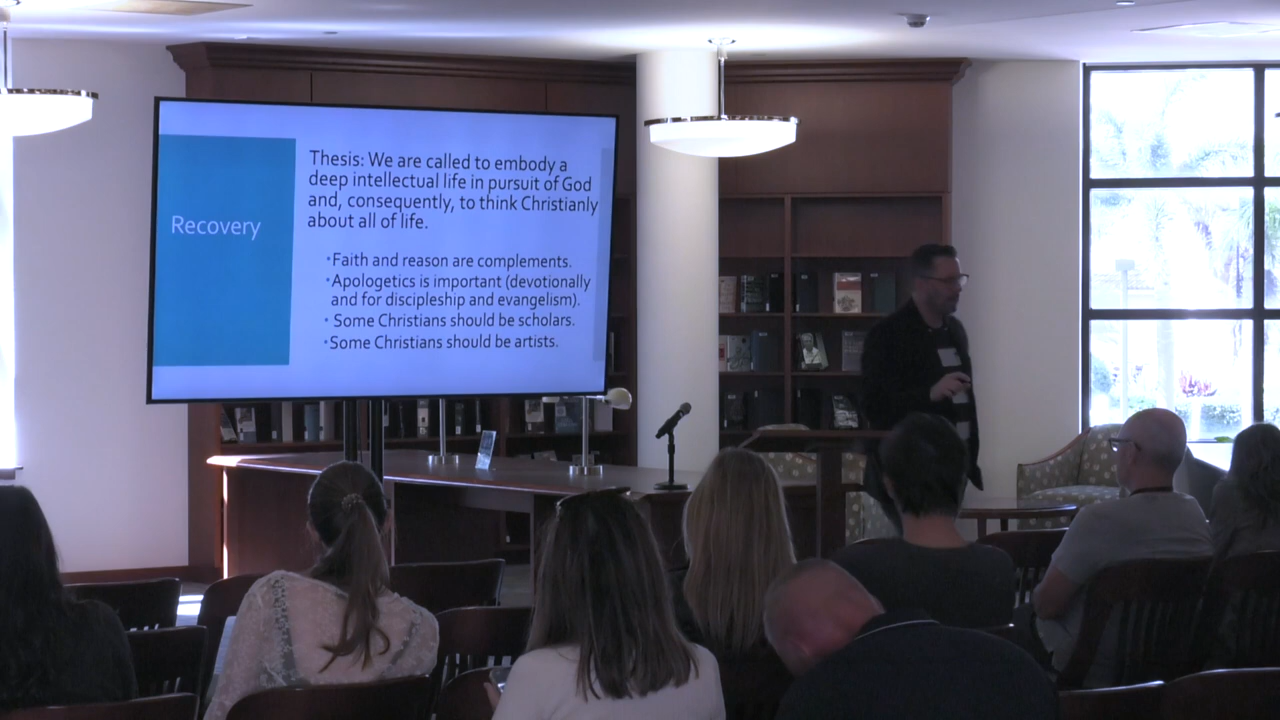 Recovery
Thesis: We are called to embody a
deep intellectual life in pursuit of God
and, consequently, to think Christianly
about all of life.
•Faith and reason are complements.
•Apologetics is important (devotionally
and for discipleship and evangelism).
• Some Christians should be scholars.
•Some Christians should be artists.